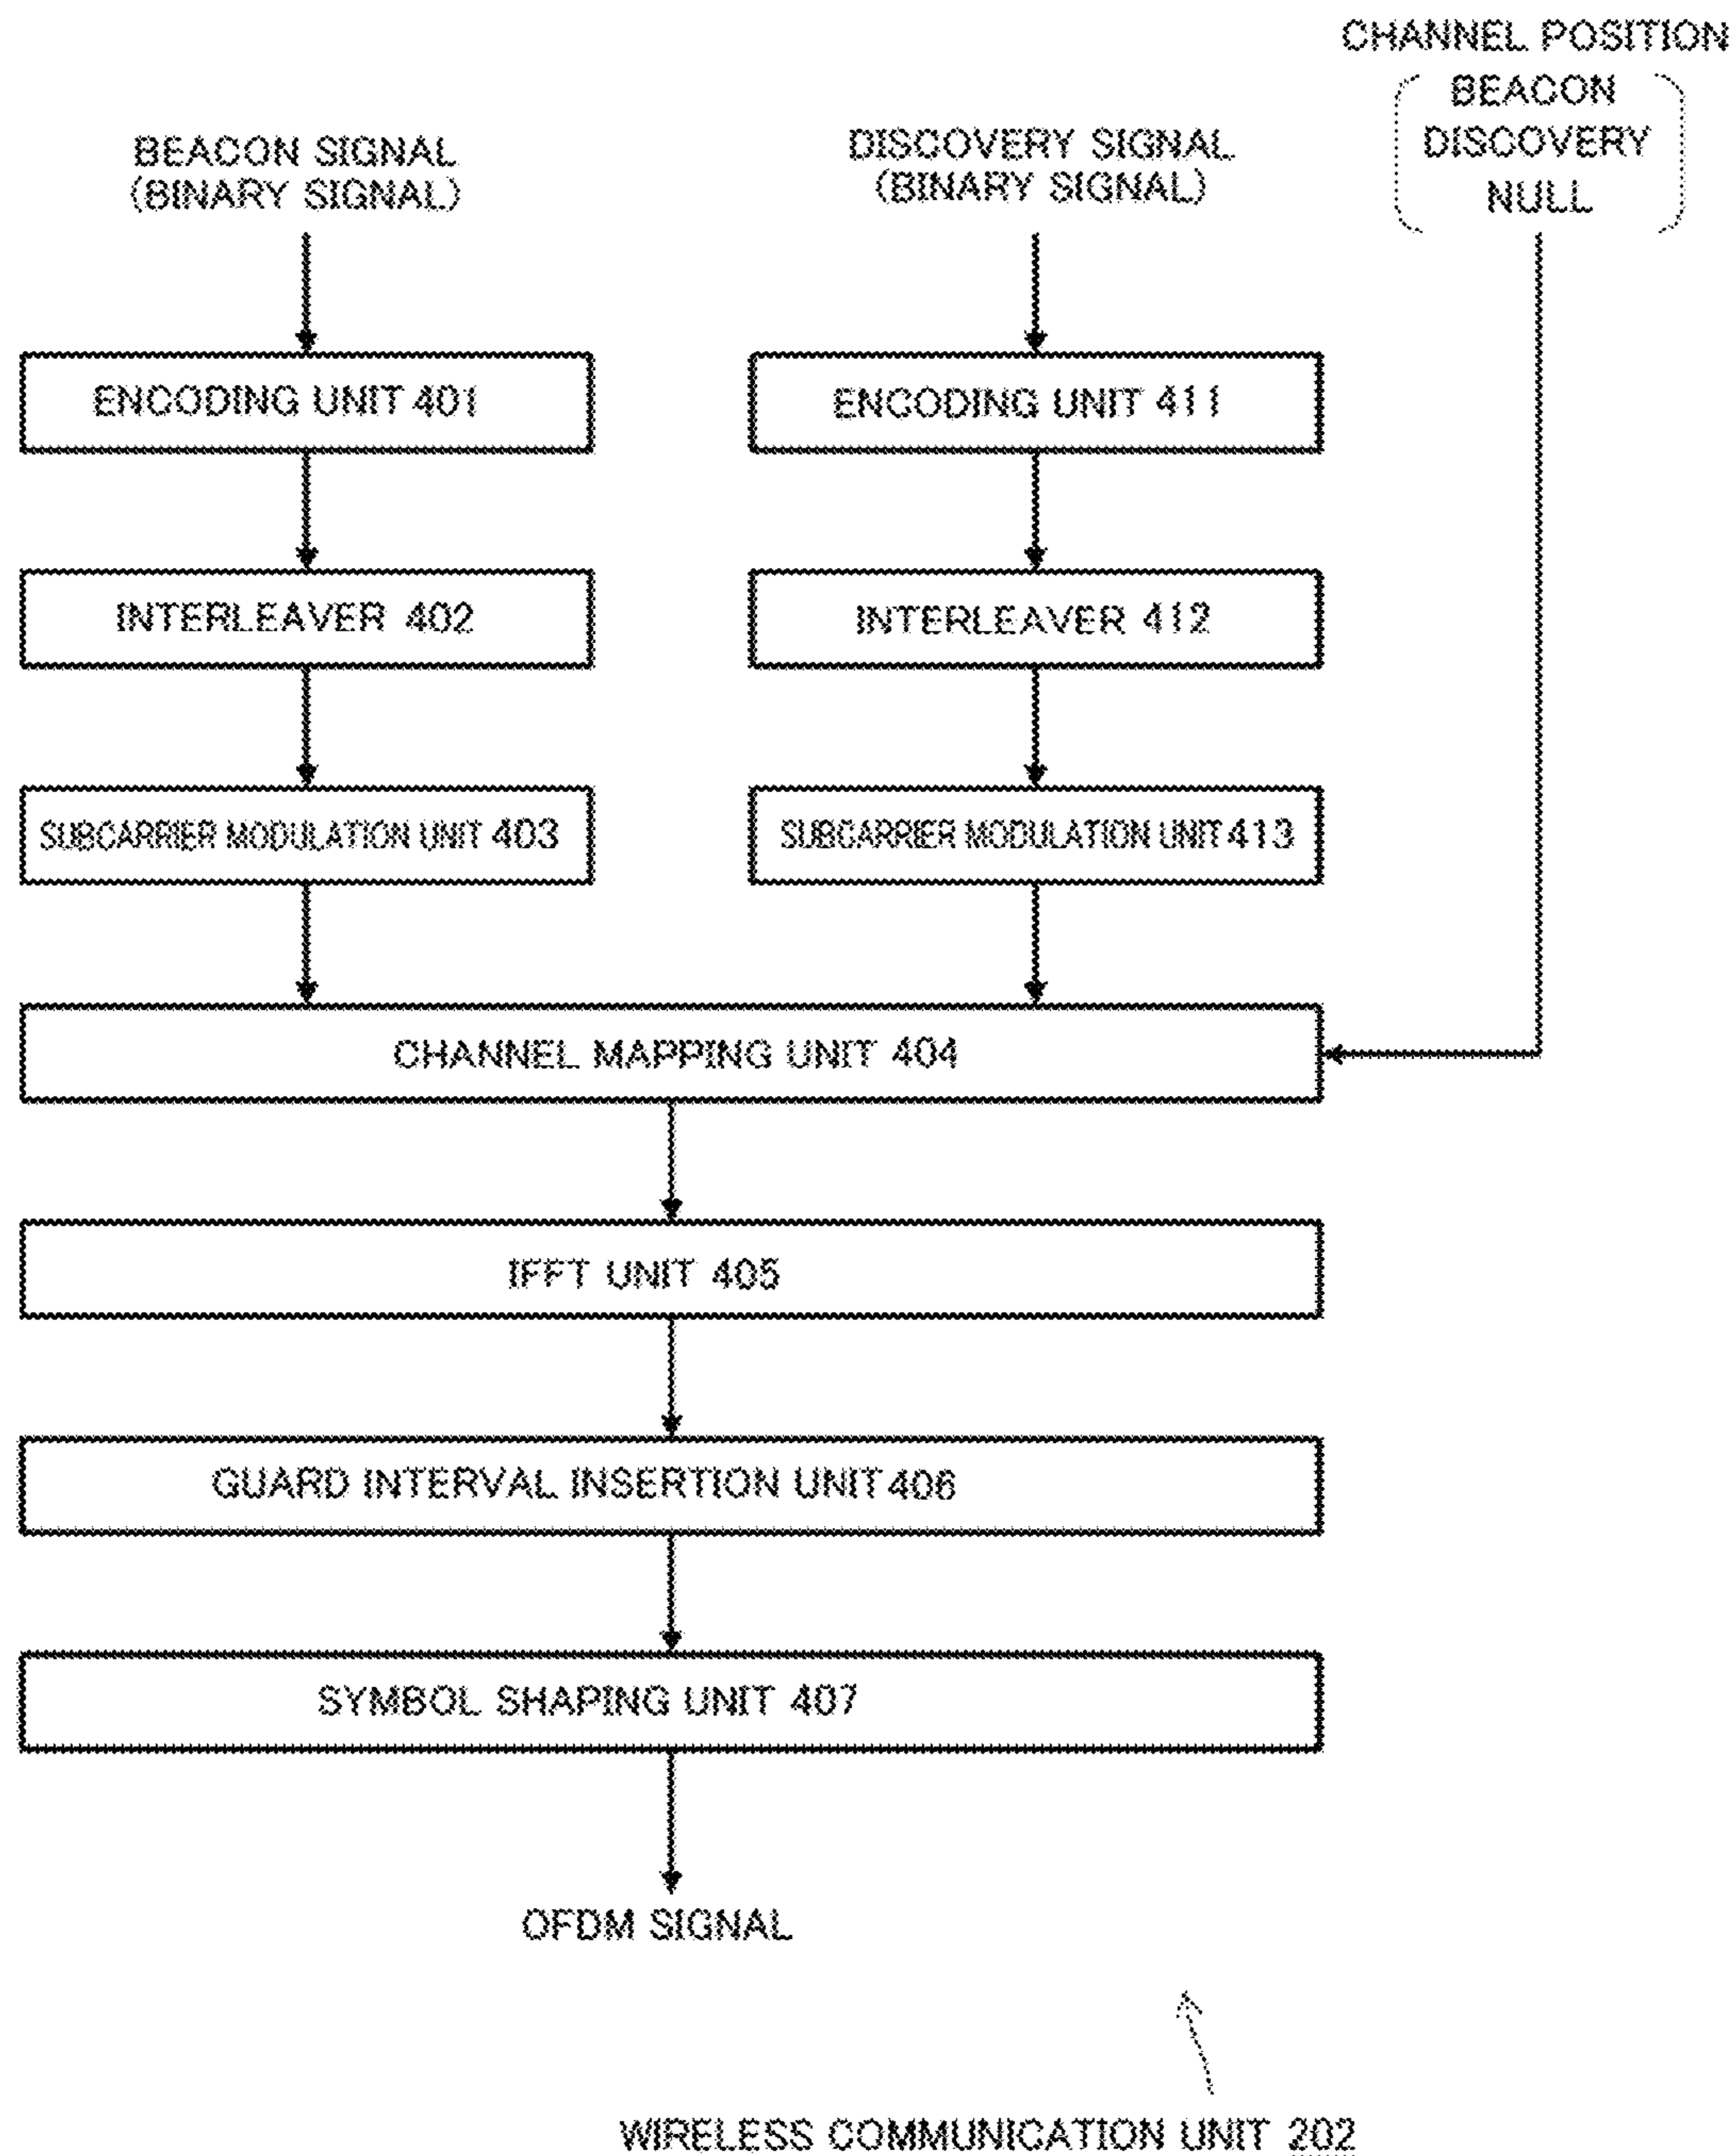 CHANNEL POSITION
BEACON
DISCOVERY
NULL
BEACON SIGNAL
(BINARY SIGNAL)
DISCOVERY SIGNAL
(BINARY SIGNAL)
ENCODING UNIT 401
ENCODING UNIT 411
INTERLEAVER 402
INTERLEAVER 412
SUBCARRIER MODULATION UNIT 403
SUBCARRIER MODULATION UNIT 413
CHANNEL MAPPING UNIT 404
IFFT UNIT 405
GUARD INTERVAL INSERTION UNIT 406
SYMBOL SHAPING UNIT 407
OFDM SIGNAL
WIRELESS COMMUNICATION UNIT 202